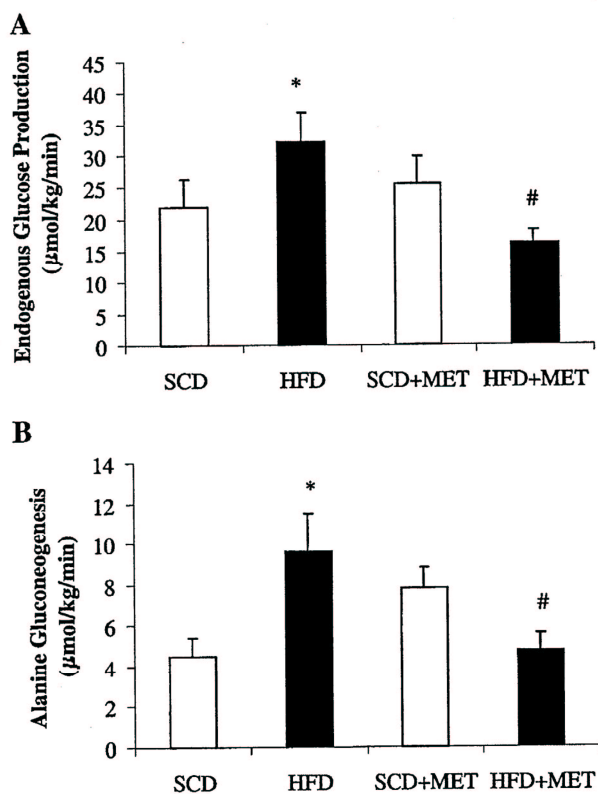 A
Endogenous Glucose Production
(μmol/kg/min)
45
40
35
30
25
20
15
10
5
0
*
#
SCD HFD SCD+MET HFD+MET
B
Alanine Gluconeogenesis
(μmol/kg/min)
14
12
10
8
6
4
2
0
*
#
SCD HFD SCD+MET HFD+MET